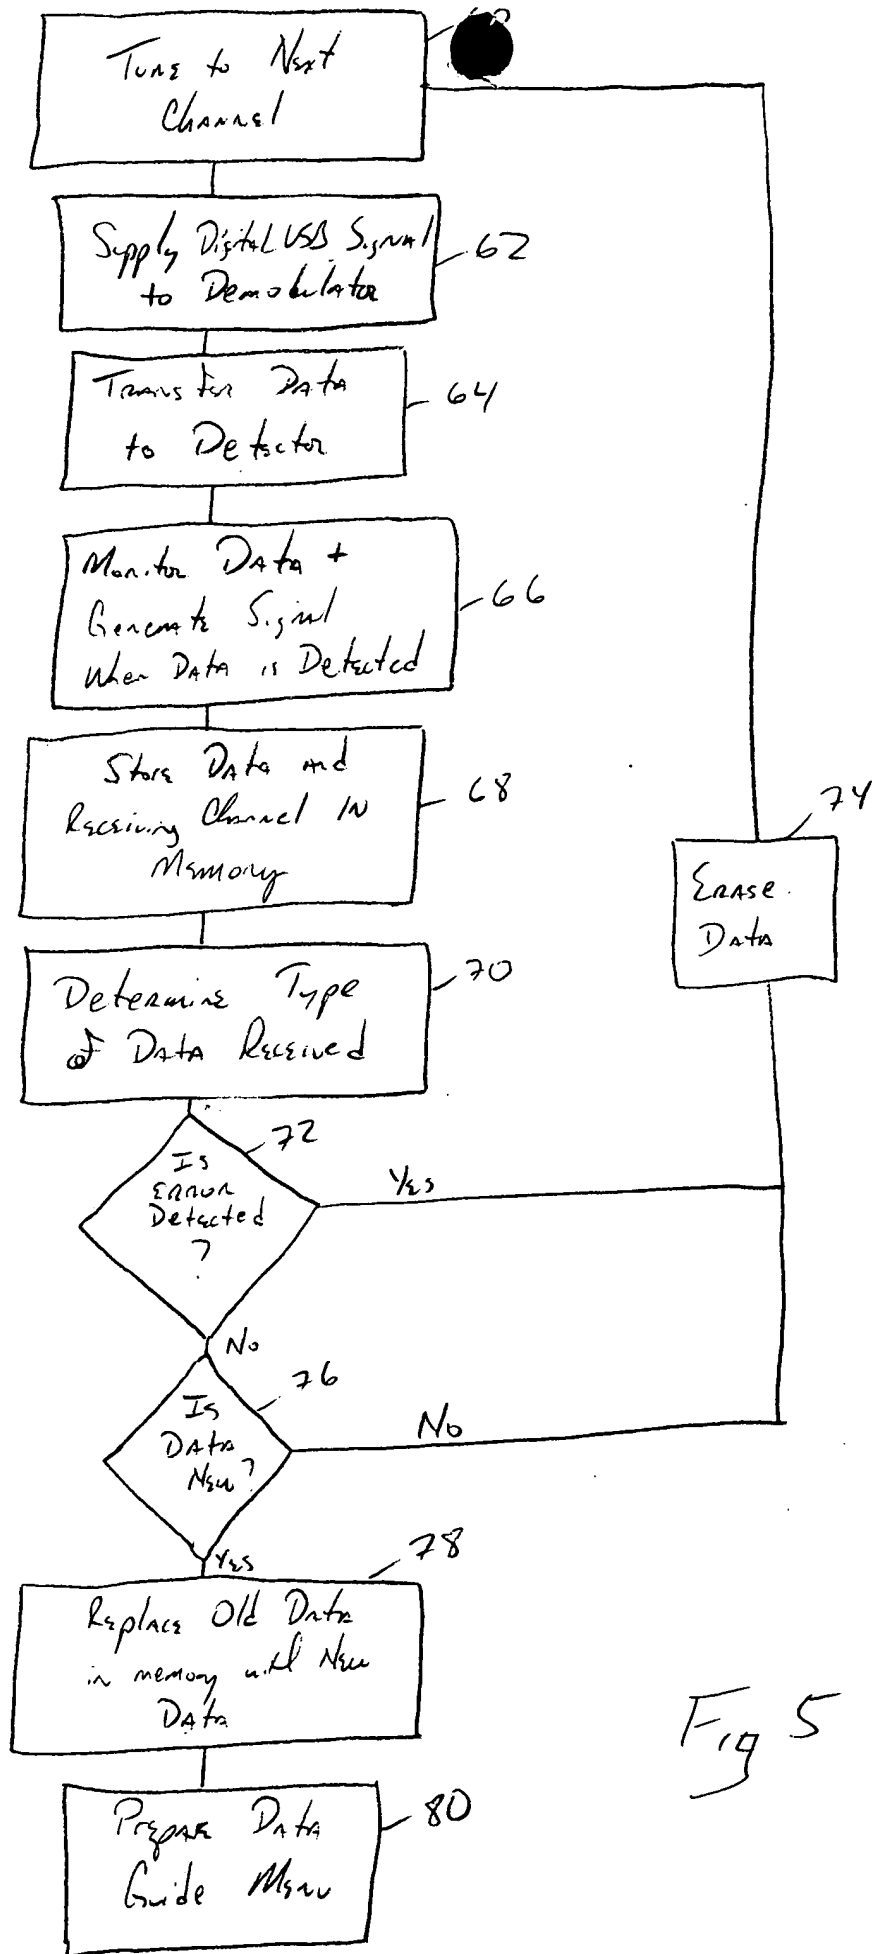 Tune to Next
Channel
Supply Digital VSB Signal
to Demodulator
62
Transfer Data
to Detector
64
Monitor Data +
Generate Signal
When Data is Detected
66
Store Data and
Receiving Channel IN
Memory
68
74
Erase
Data
Determine Type
of Data Received
70
72
Is
Error
Detected
?
Yes
No
76
Is
Data
New?
No
Yes
78
Replace Old Data
in memory with New
Data
Fig 5
Prepare Data
Guide Menu
80